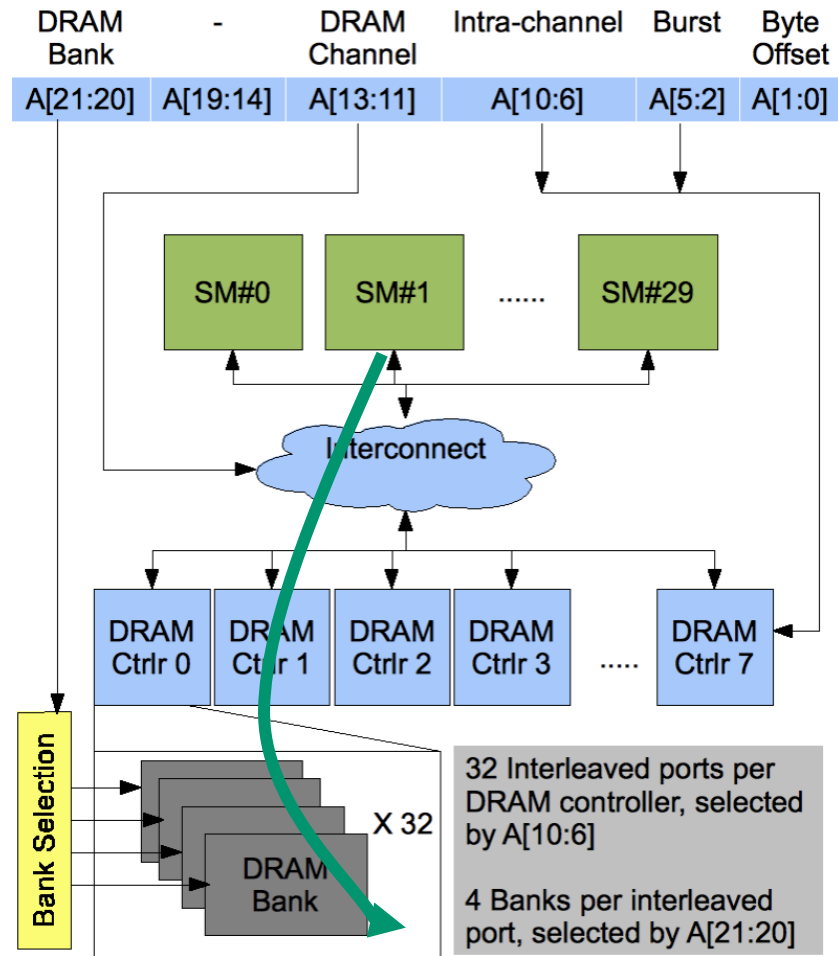 DRAM Bank
-
DRAM Channel
Intra-channel
Burst
Byte Offset
A[21:20]
A[19:14]
A[13:11]
A[10:6]
A[5:2]
A[1:0]
SM#0
SM#1
......
SM#29
Interconnect
DRAM
Ctrlr 0
DRAM
Ctrlr 1
DRAM
Ctrlr 2
DRAM
Ctrlr 3
.....
DRAM
Ctrlr 7
Bank Selection
DRAM
Bank
X 32
32 Interleaved ports per
DRAM controller, selected
by A[10:6]
4 Banks per interleaved
port, selected by A[21:20]